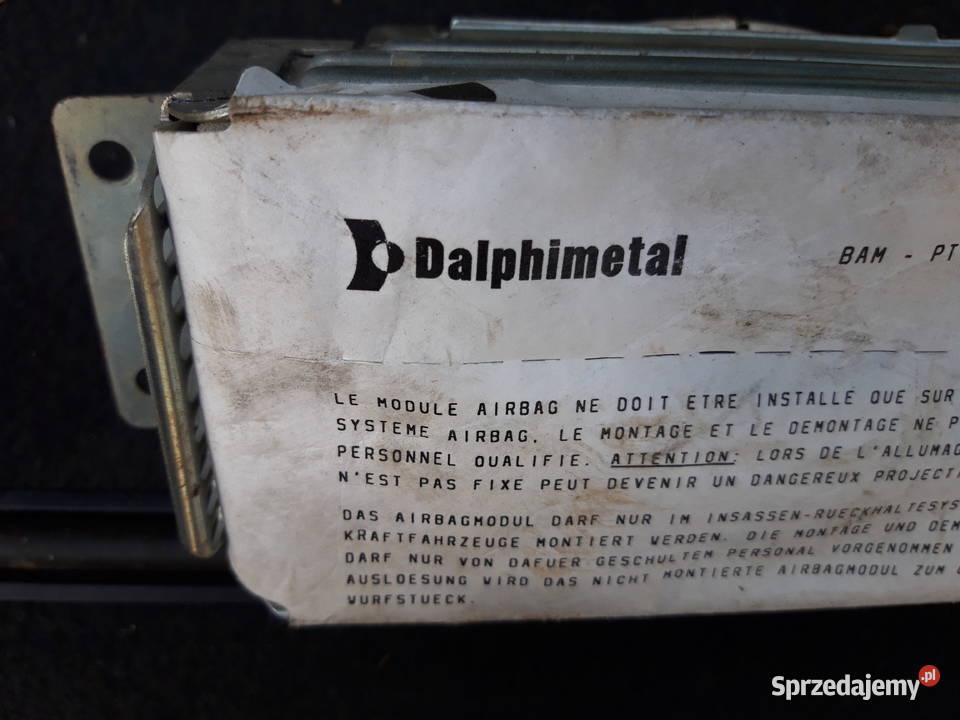 Dalphimetal
BAM - PT
LE MODULE AIRBAG NE DOIT ETRE INSTALLE QUE SUR
SYSTEME AIRBAG. LE MONTAGE ET LE DEMONTAGE NE P
PERSONNEL QUALIFIE. ATTENTION: LORS DE L'ALLUMAG
N'EST PAS FIXE PEUT DEVENIR UN DANGEREUX PROJECTI
DAS AIRBAGMODUL DARF NUR IM INSASSEN-RUECKHALTESYS
KRAFTFAHRZEUGE MONTIERT WERDEN. DIE MONTAGE UND DEM
DARF NUR VON DAFUER GESCHULTEM PERSONAL VORGENOMMEN
AUSLOESUNG WIRD DAS NICHT MONTIERTE AIRBAGMODUL ZUM G
WURFSTUECK.
Sprzedajemy.pl